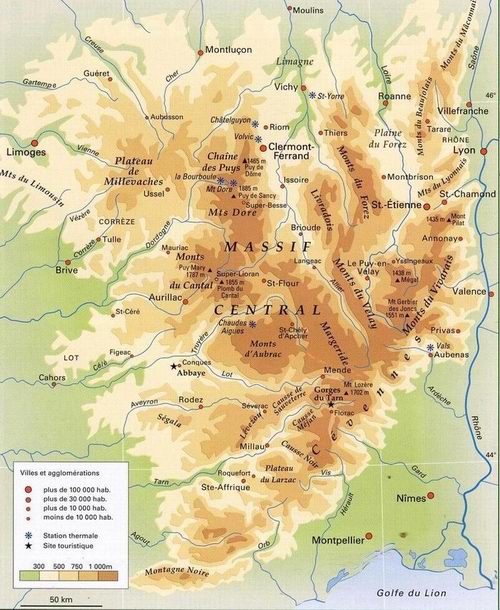 Moulins
Monts du Mâconnais
Creuse
Montluçon
Saône
Limagne
Guéret
Cher
Gartempe
Vichy
St-Yorre
Loire
Roanne
46°
Monts du Beaujolais
Villefranche
Aubusson
Châtelguyon
Riom
Volvic
Thiers
Plaine
du Forez
Tarare
RHÔNE
Limoges
Vienne
Clermont-
Ferrand
Lyon
Chaîne
des Puys
1465 m
Puy de
Dôme
Monts du Forez
Mts du Lyonnais
Plateau
de
Millevaches
la Bourboule
Mt Dore
1885 m
Puy de Sancy
Issoire
Livradois
Montbrison
St-Chamond
Mts du Limousin
Ussel
Super-Besse
St-Étienne
Mts Dore
Vézère
CORRÈZE
1435 m
Mont
Pilat
Corrèze
Tulle
Dordogne
Brioude
Annonay
MASSIF
Mauriac
Monts
du Cantal
Langeac
Le Puy-en-
Velay
Yssingeaux
1438 m
Mégal
Brive
Puy Mary
1787 m
Super-Lioran
1855 m
Plomb du
Cantal
St-Flour
Allier
Monts du Velay
Mt Gerbier
des Joncs
1551 m
Monts du Vivarais
Valence
Aurillac
CENTRAL
St-Céré
Chaudes
Aigues
St-Chély
d'Apcher
Margeride
Privas
Truyère
Monts
d'Aubrac
Vals
Aubenas
LOT
Figeac
Cère
Conques
Abbaye
Cahors
Lot
Mende
Mt Lozère
1702 m
Ardèche
Gorges
du Tarn
Florac
Cévennes
Aveyron
Rodez
Séverac
Causse de
Sauveterre
Causse
Méjan
Rhône
Ségala
Lévézou
Millau
Causse Noir
44°
Roquefort
Plateau
du Larzac
Vis
Gard
Tarn
Ste-Affrique
Hérault
Nîmes
Agout
Orb
Montpellier
Montagne Noire
Golfe du Lion
Villes et agglomérations
plus de 100 000 hab.
plus de 30 000 hab.
plus de 10 000 hab.
moins de 10 000 hab.
Station thermale
Site touristique
300 500 750 1 000 m
50 km